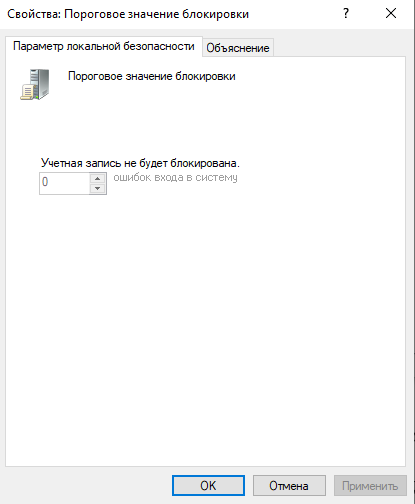 Свойства: Пороговое значение блокировки
?
Параметр локальной безопасности
Объяснение
Пороговое значение блокировки
Учетная запись не будет блокирована.
0
ошибок входа в систему
OK
Отмена
Применить